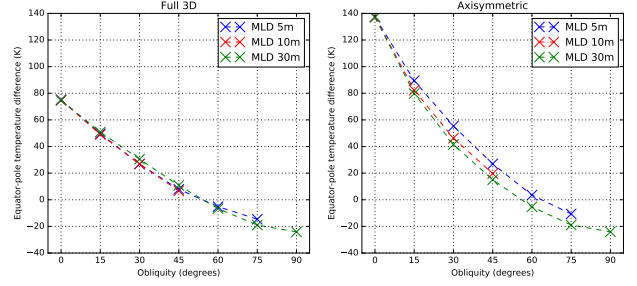 Full 3D
Axisymmetric
Equator-pole temperature difference (K)
140
120
100
80
60
40
20
0
−20
−40
MLD 5m
MLD 10m
MLD 30m
0 15 30 45 60 75 90
Obliquity (degrees)
Equator-pole temperature difference (K)
140
120
100
80
60
40
20
0
−20
−40
MLD 5m
MLD 10m
MLD 30m
0 15 30 45 60 75 90
Obliquity (degrees)